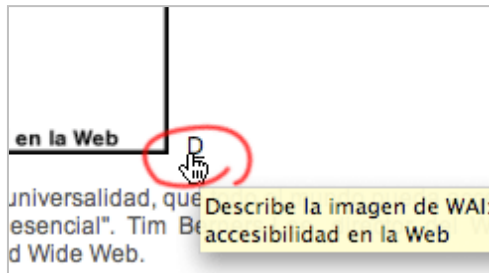 en la Web
D
universalidad, que
esencial". Tim Be
d Wide Web.
Describe la imagen de WAI:
accesibilidad en la Web